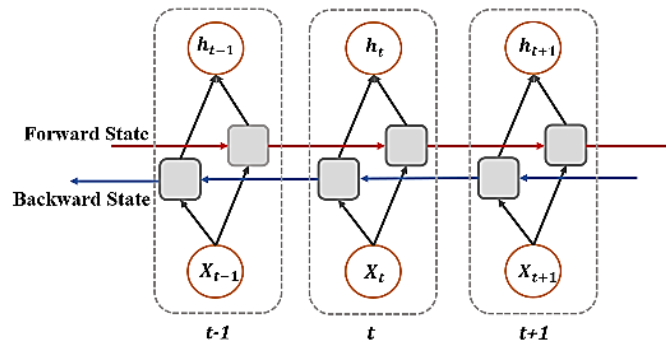 h_{t-1} h_t h_{t+1}
Forward State
Backward State
X_{t-1} X_t X_{t+1}
t-1 t t+1